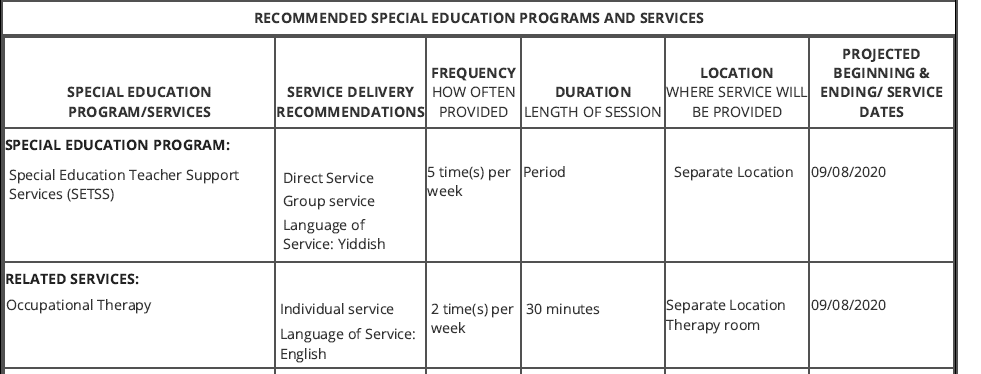 RECOMMENDED SPECIAL EDUCATION PROGRAMS AND SERVICES
SPECIAL EDUCATION
PROGRAM/SERVICES
SERVICE DELIVERY
RECOMMENDATIONS
FREQUENCY
HOW OFTEN
PROVIDED
DURATION
LENGTH OF SESSION
LOCATION
WHERE SERVICE WILL
BE PROVIDED
PROJECTED
BEGINNING &
ENDING/ SERVICE
DATES
SPECIAL EDUCATION PROGRAM:
Special Education Teacher Support
Services (SETSS)
Direct Service
Group service
Language of
Service: Yiddish
5 time(s) per
week
Period
Separate Location
09/08/2020
RELATED SERVICES:
Occupational Therapy
Individual service
Language of Service:
English
2 time(s) per
week
30 minutes
Separate Location
Therapy room
09/08/2020